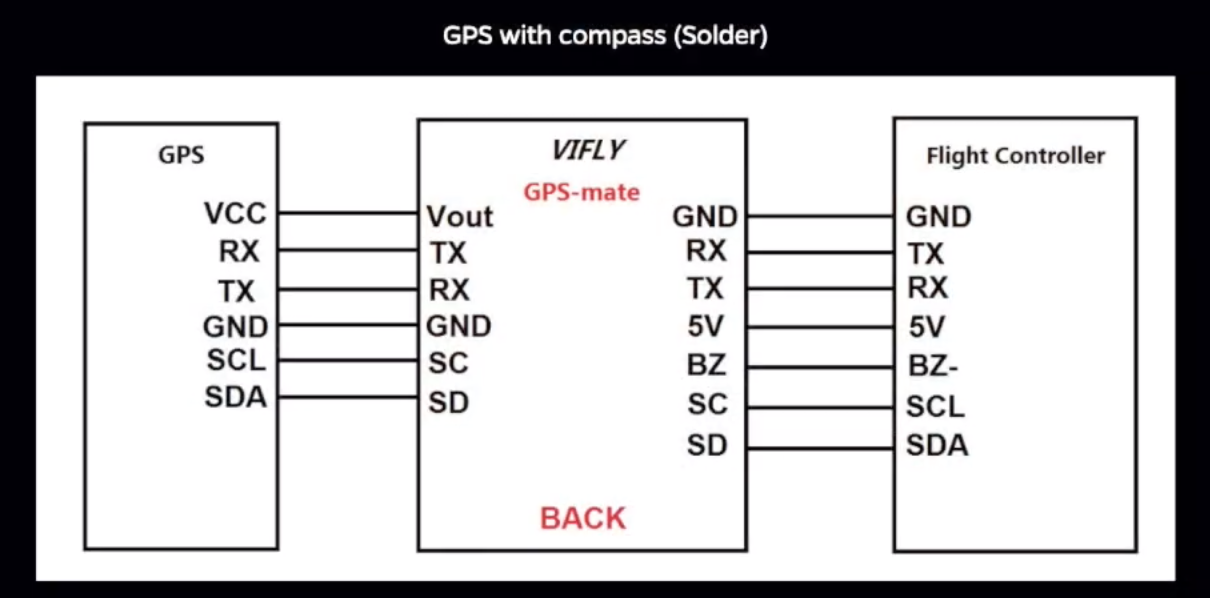 GPS with compass (Solder)
GPS
VCC
RX
TX
GND
SCL
SDA
VIFLY
GPS-mate
Vout
TX
RX
GND
SC
SD
GND
RX
TX
5V
BZ
SC
SD
BACK
Flight Controller
GND
TX
RX
5V
BZ-
SCL
SDA